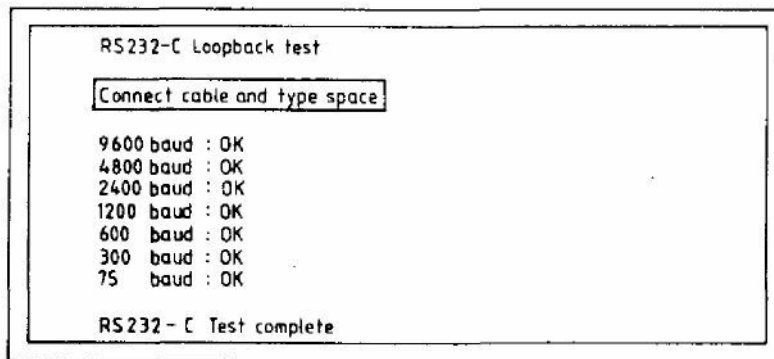 RS232-C Loopback test
Connect cable and type space
9600 baud : OK
4800 baud : OK
2400 baud : OK
1200 baud : OK
600 baud : OK
300 baud : OK
75 baud : OK
RS232-C Test complete